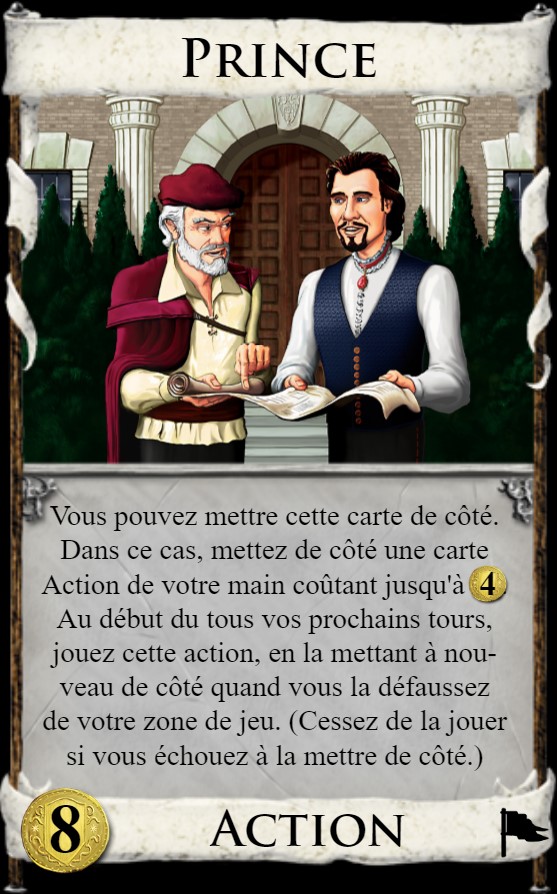 PRINCE
Vous pouvez mettre cette carte de côté.
Dans ce cas, mettez de côté une carte
Action de votre main coûtant jusqu'à 4
Au début du tous vos prochains tours,
jouez cette action, en la mettant à nou-
veau de côté quand vous la défaussez
de votre zone de jeu. (Cessez de la jouer
si vous échouez à la mettre de côté.)
8 ACTION